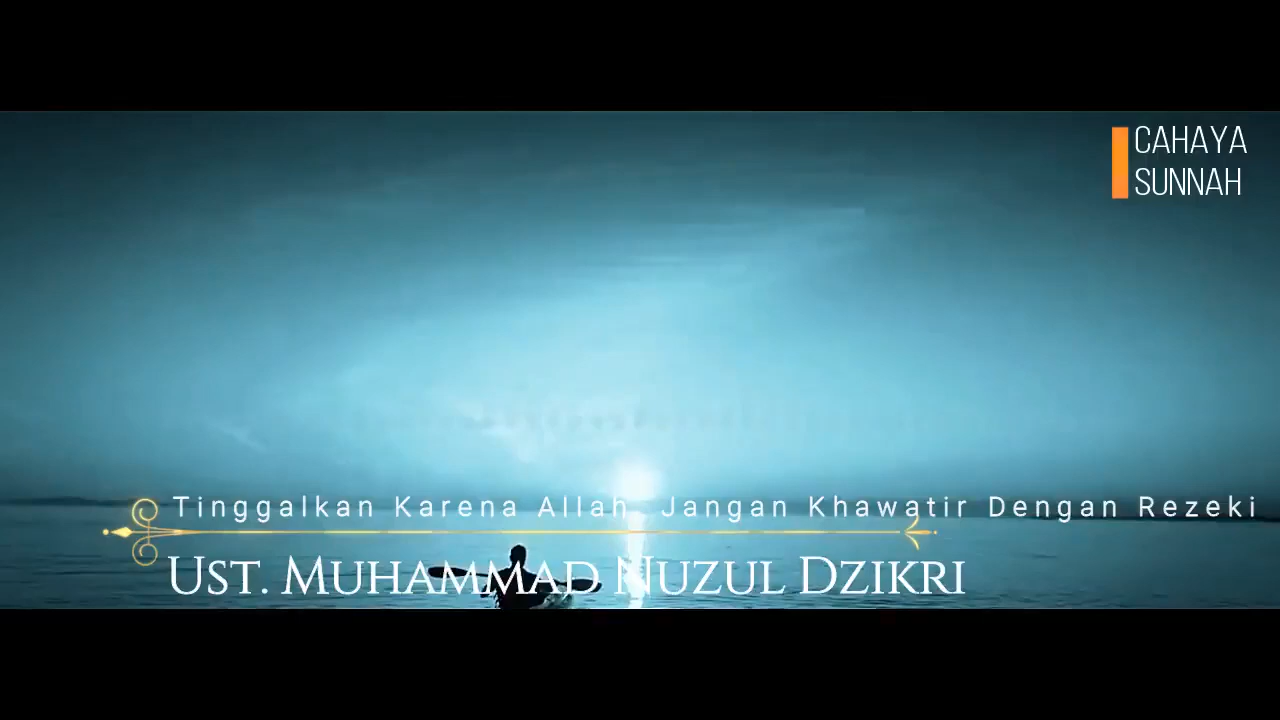 CAHAYA
SUNNAH
Tinggalkan Karena Allah, Jangan Khawatir Dengan Rezeki
UST. MUHAMMAD NUZUL DZIKRI